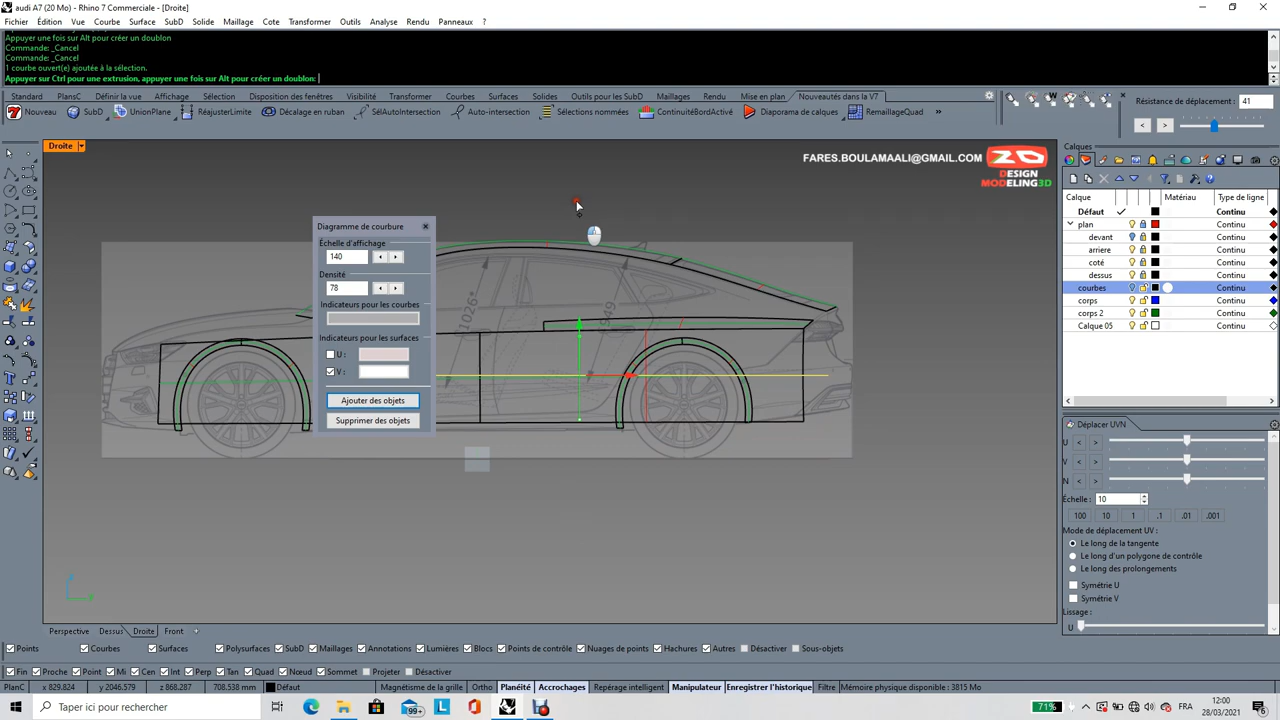 audi A7 (20 Mo) - Rhino 7 Commerciale - [Droite]
Fichier Édition Vue Courbe Surface SubD Solide Maillage Cote Transformer Outils Analyse Rendu Panneaux ?
Appuyer une fois sur Alt pour créer un doublon
Commande: _Cancel
Commande: _Cancel
1 courbe ouvert(e) ajoutée à la sélection.
Appuyer sur Ctrl pour une extrusion, appuyer une fois sur Alt pour créer un doublon:
Standard PlansC Définir la vue Affichage Sélection Disposition des fenêtres Visibilité Transformer Courbes Surfaces Solides Outils pour les SubD Maillages Rendu Mise en plan Nouveautés dans la V7
Résistance de déplacement: 41
Nouveau SubD UnionPlane RéajusterLimite Décalage en ruban SélAutoIntersection Auto-intersection Sélections nommées ContinuitéBordActivé Diaporama de calques RemaillageQuad »
< >
Droite
Calques
FARES.BOULAMAALI@GMAIL.COM
2D
DESIGN
MODELING3D
Calque Matériau Type de ligne
Défaut Continu
plan Continu
devant Continu
arriere Continu
coté Continu
dessus Continu
courbes Continu
corps Continu
corps 2 Continu
Calque 05 Continu
Diagramme de courbure
Échelle d'affichage
140
Densité
78
Indicateurs pour les courbes
Indicateurs pour les surfaces
U :
V :
Ajouter des objets
Supprimer des objets
1026°
949
Déplacer UVN
U < >
V < >
N < >
Échelle: 10
100 10 1 .1 .01 .001
Mode de déplacement UV:
Le long de la tangente
Le long d'un polygone de contrôle
Le long des prolongements
Symétrie U
Symétrie V
Lissage:
U
Perspective Dessus Droite Front
Points Courbes Surfaces Polysurfaces SubD Maillages Annotations Lumières Blocs Points de contrôle Nuages de points Hachures Autres Désactiver Sous-objets
Fin Proche Point Mi Cen Int Perp Tan Quad Nœud Sommet Projeter Désactiver
PlanC x 829.824 y 2046.579 z 868.287 708.538 mm Défaut Magnétisme de la grille Ortho Planéité Accrochages Repérage intelligent Manipulateur Enregistrer l'historique Filtre Mémoire physique disponible : 3815 Mo
Taper ici pour rechercher
99+
71%
FRA
12:00
28/03/2021